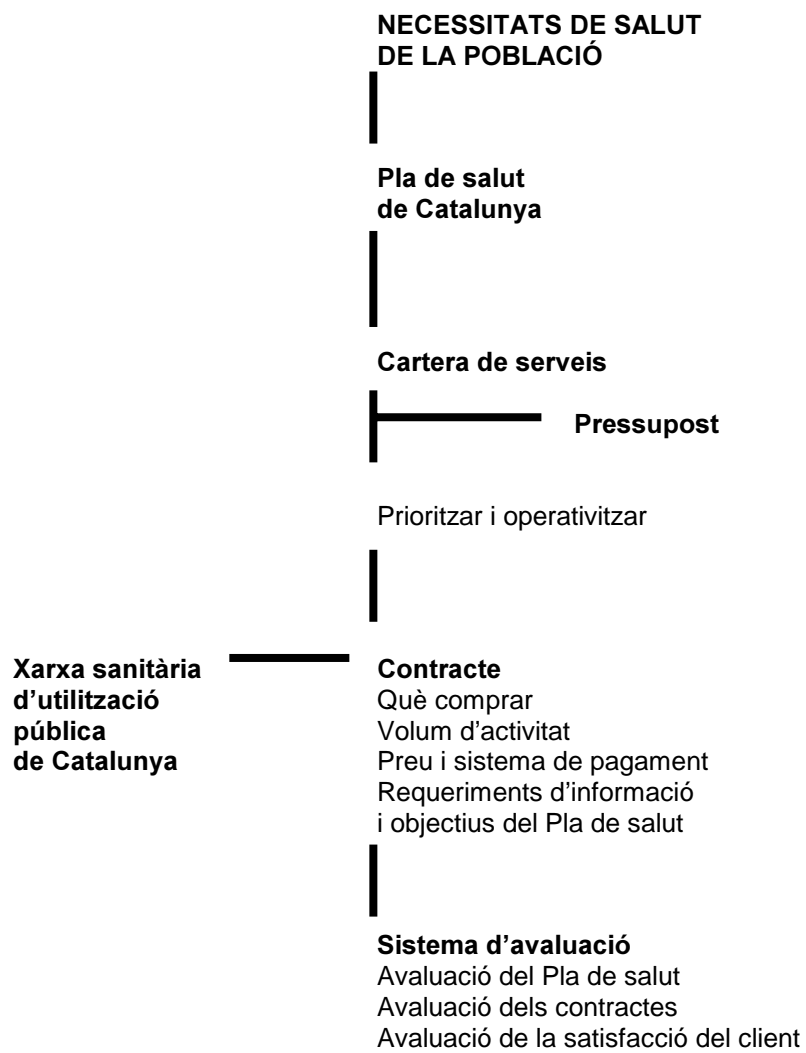 NECESSITATS DE SALUT
DE LA POBLACIÓ
Pla de salut
de Catalunya
Cartera de serveis
Pressupost
Prioritzar i operativitzar
Xarxa sanitària
d’utilització
pública
de Catalunya
Contracte
Què comprar
Volum d’activitat
Preu i sistema de pagament
Requeriments d’informació
i objectius del Pla de salut
Sistema d’avaluació
Avaluació del Pla de salut
Avaluació dels contractes
Avaluació de la satisfacció del client